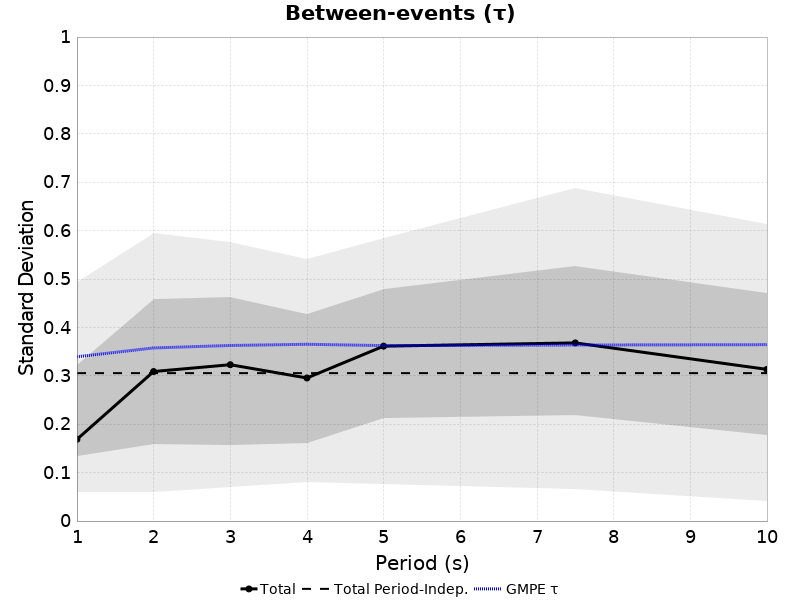 Between-events (τ)
Standard Deviation
1
0.9
0.8
0.7
0.6
0.5
0.4
0.3
0.2
0.1
0
1 2 3 4 5 6 7 8 9 10
Period (s)
Total Total Period-Indep. GMPE τ